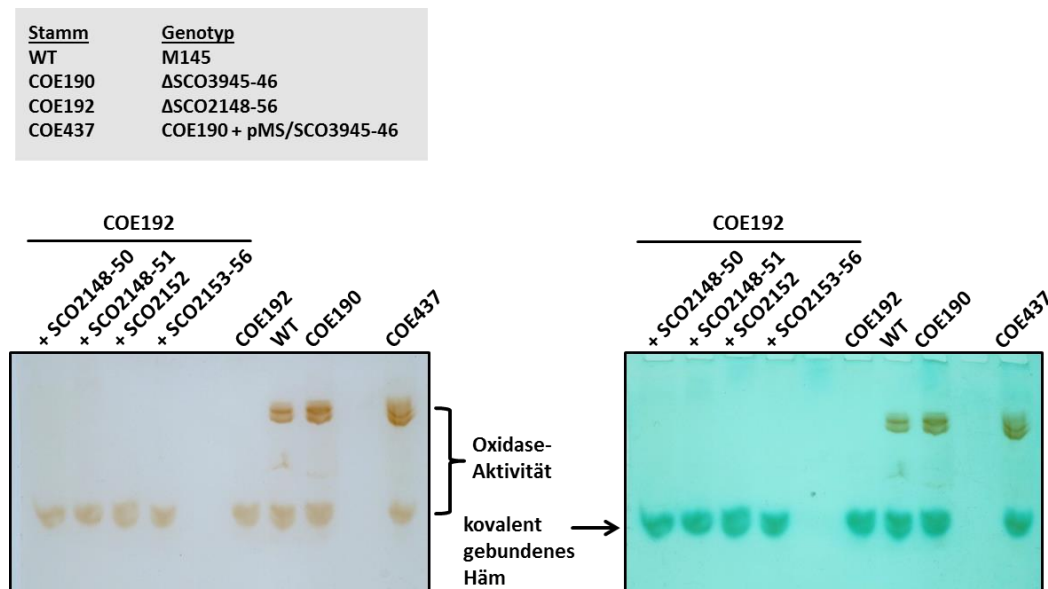 Stamm Genotyp
WT M145
COE190 ΔSCO3945-46
COE192 ΔSCO2148-56
COE437 COE190 + pMS/SCO3945-46
COE192
+ SCO2148-50
+ SCO2148-51
+ SCO2152
+ SCO2153-56
COE192
WT
COE190
COE437
Oxidase-
Aktivität
kovalent
gebundenes
Häm
COE192
+ SCO2148-50
+ SCO2148-51
+ SCO2152
+ SCO2153-56
COE192
WT
COE190
COE437